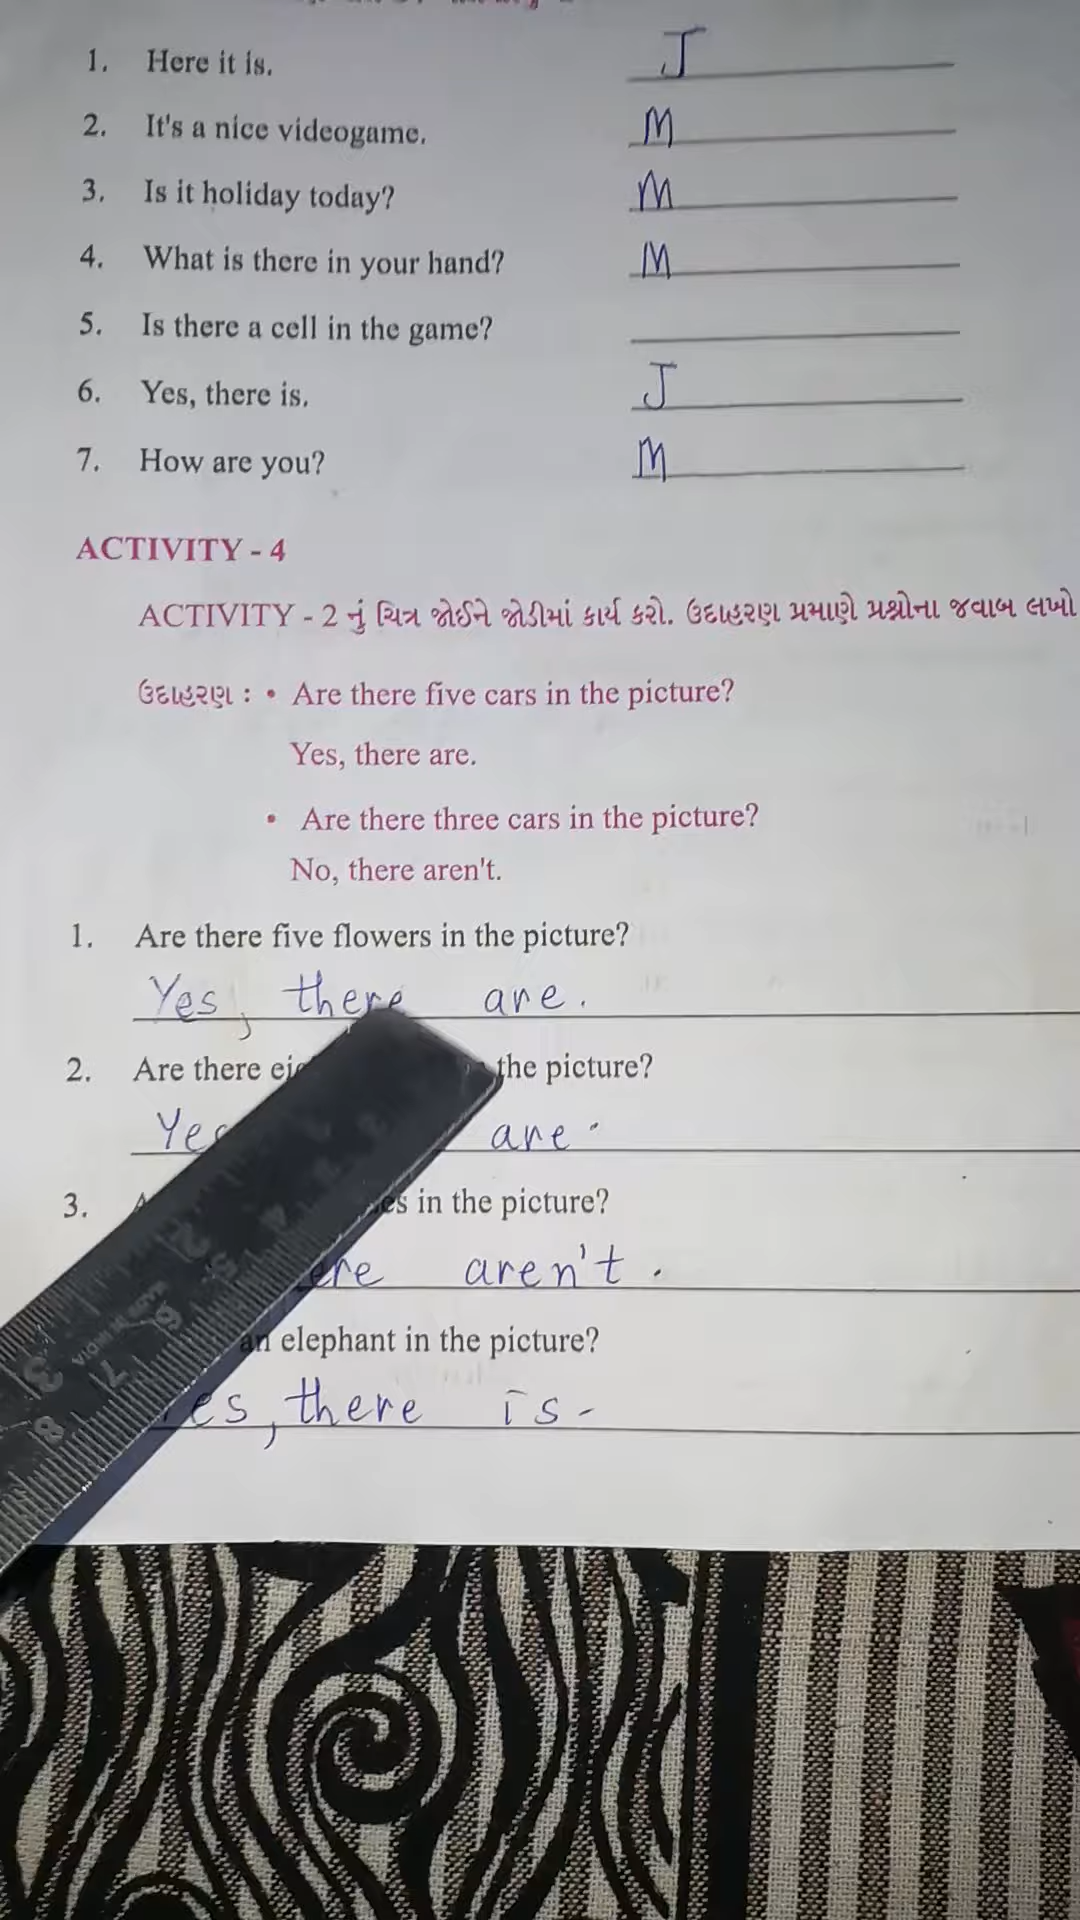 1. Here it is. J
2. It's a nice videogame. M
3. Is it holiday today? M
4. What is there in your hand? M
5. Is there a cell in the game?
6. Yes, there is. J
7. How are you? M
ACTIVITY - 4
ACTIVITY - 2 નું ચિત્ર જોઈને જોડીમાં કાર્ય કરો. ઉદાહરણ પ્રમાણે પ્રશ્નોના જવાબ લખો
ઉદાહરણ : • Are there five cars in the picture?
Yes, there are.
• Are there three cars in the picture?
No, there aren't.
1. Are there five flowers in the picture?
Yes, there are.
2. Are there the picture?
are.
3. in the picture?
aren't.
an elephant in the picture?
there is-